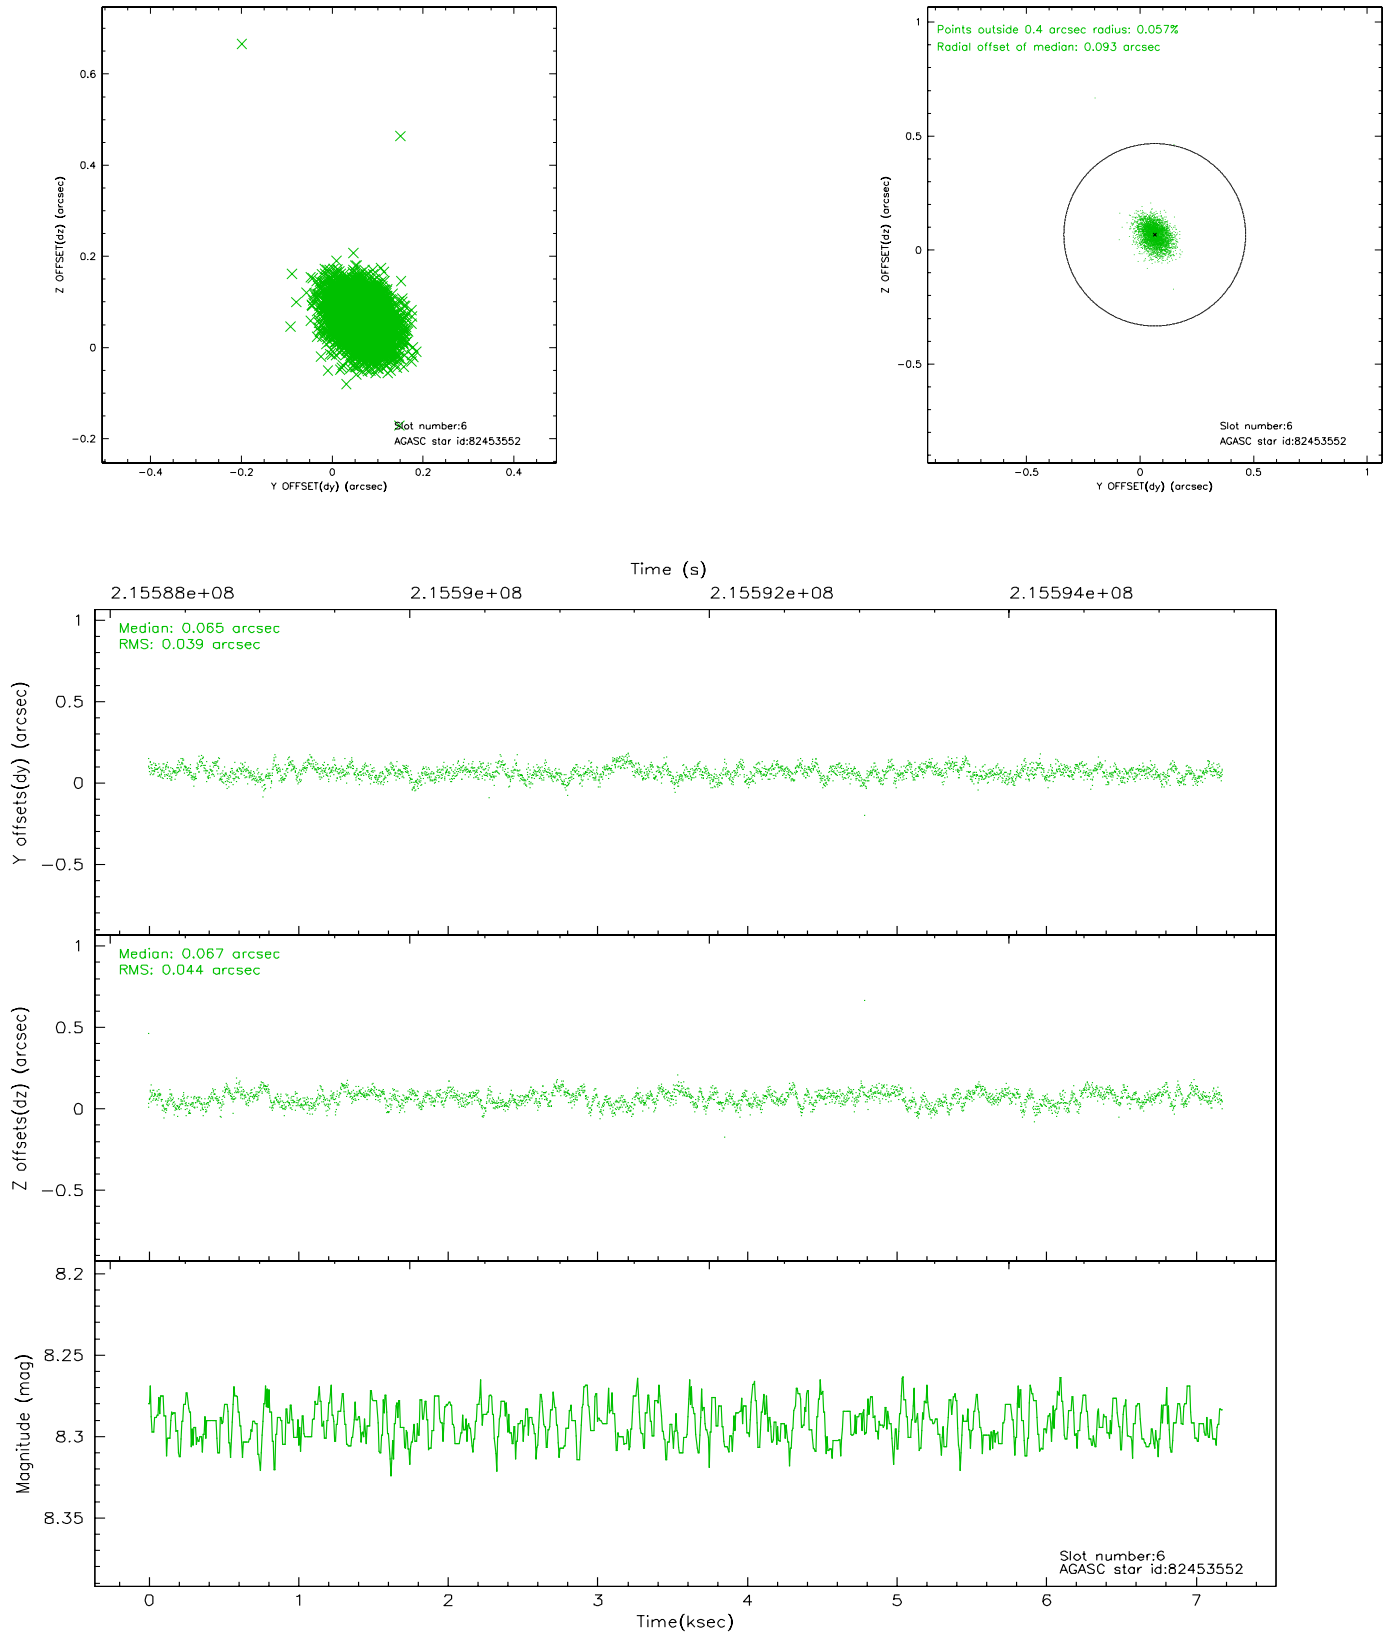 0.6
0.4
0.2
0
−0.2
−0.4
−0.2
0
0.2
0.4
Z OFFSET(dz) (arcsec)
Y OFFSET(dy) (arcsec)
Slot number:6
AGASC star id:82453552
Points outside 0.4 arcsec radius: 0.057%
Radial offset of median: 0.093 arcsec
1
0.5
0
−0.5
−0.5
0
0.5
1
Z OFFSET(dz) (arcsec)
Y OFFSET(dy) (arcsec)
Slot number:6
AGASC star id:82453552
Time (s)
2.15588e+08
2.1559e+08
2.15592e+08
2.15594e+08
Median: 0.065 arcsec
RMS: 0.039 arcsec
1
0.5
0
−0.5
Y offsets(dy) (arcsec)
Median: 0.067 arcsec
RMS: 0.044 arcsec
1
0.5
0
−0.5
Z offsets(dz) (arcsec)
8.2
8.25
8.3
8.35
Magnitude (mag)
Slot number:6
AGASC star id:82453552
0
1
2
3
4
5
6
7
Time(ksec)